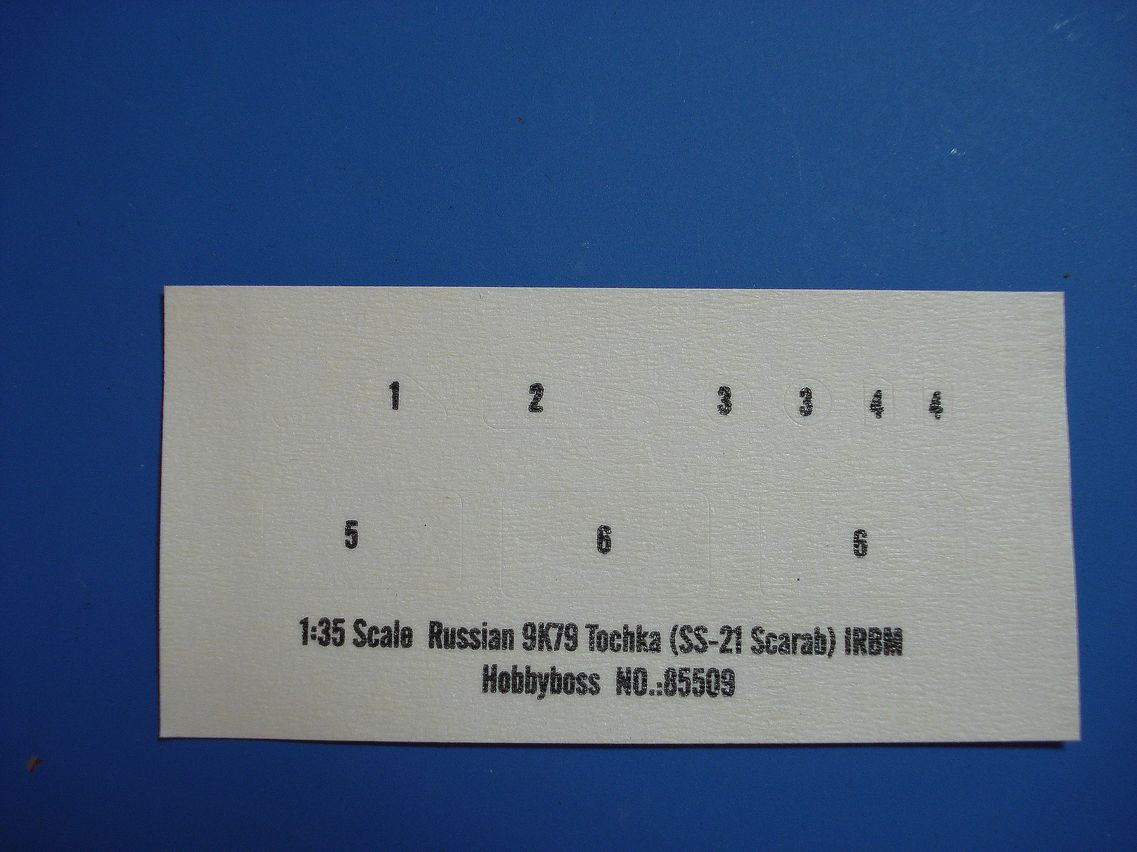 1 2 3 3 4 4
5 6 6
1:35 Scale Russian 9K79 Tochka (SS-21 Scarab) IRBM
Hobbyboss NO.:85509